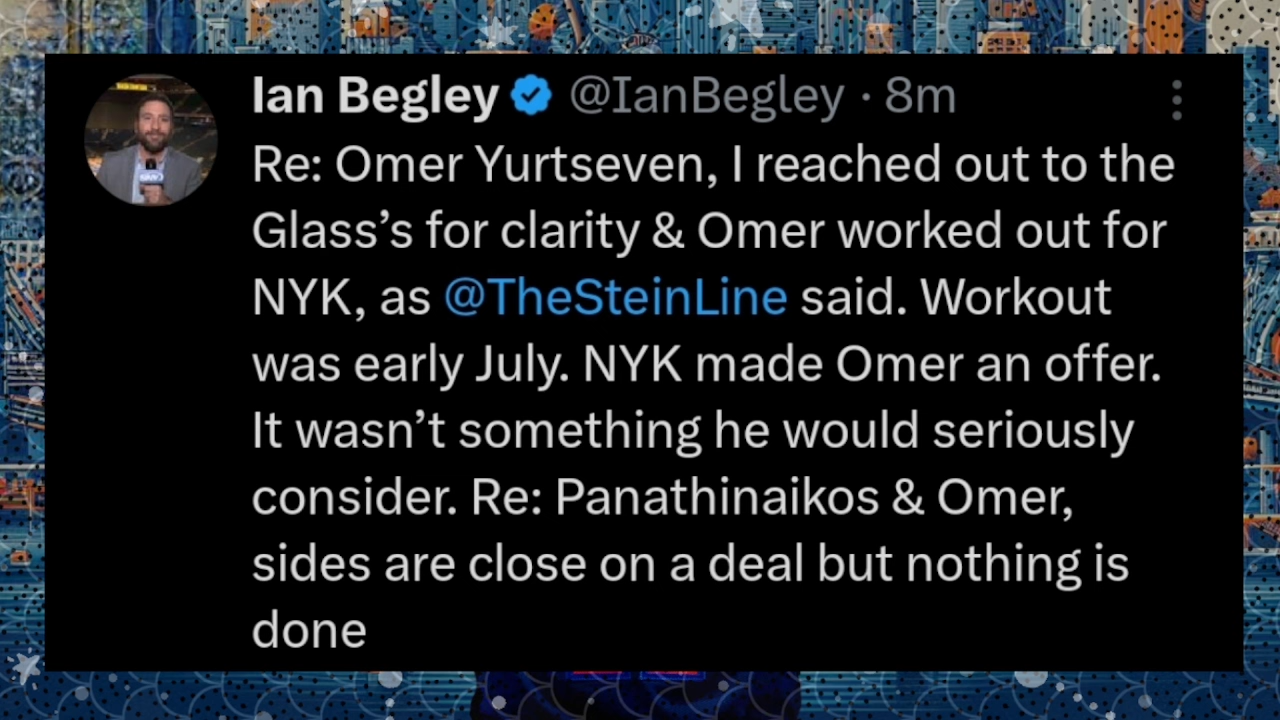 Ian Begley @IanBegley · 8m
Re: Omer Yurtseven, I reached out to the
Glass’s for clarity & Omer worked out for
NYK, as @TheSteinLine said. Workout
was early July. NYK made Omer an offer.
It wasn’t something he would seriously
consider. Re: Panathinaikos & Omer,
sides are close on a deal but nothing is
done